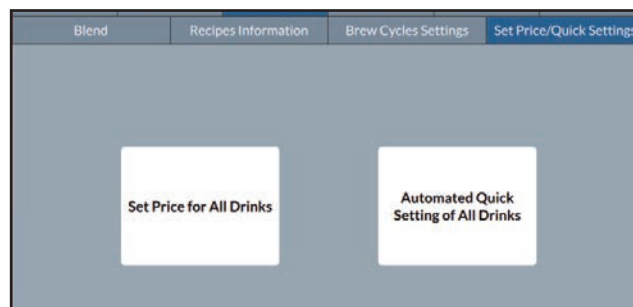 Blend Recipes Information Brew Cycles Settings Set Price/Quick Settings
Set Price for All Drinks
Automated Quick
Setting of All Drinks